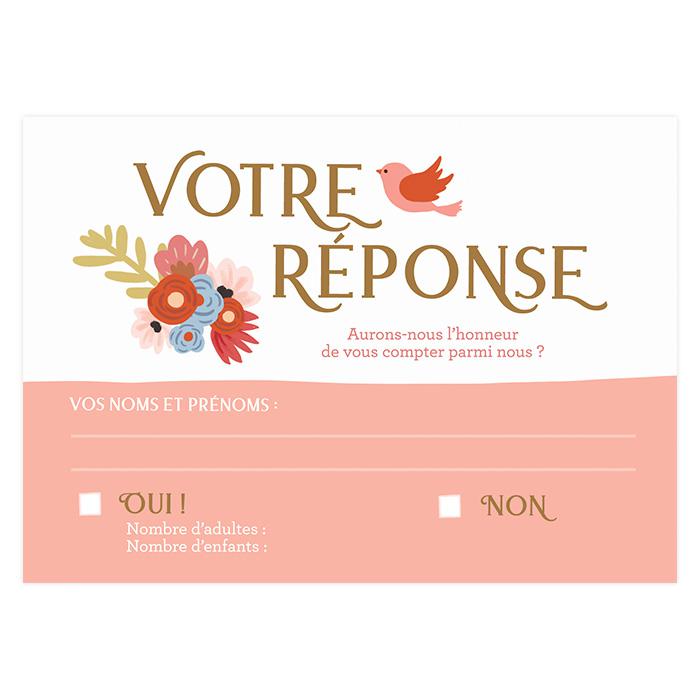 VOTRE
RÉPONSE
Aurons-nous l'honneur
de vous compter parmi nous ?
VOS NOMS ET PRÉNOMS :
OUI !
NON
Nombre d'adultes :
Nombre d'enfants :